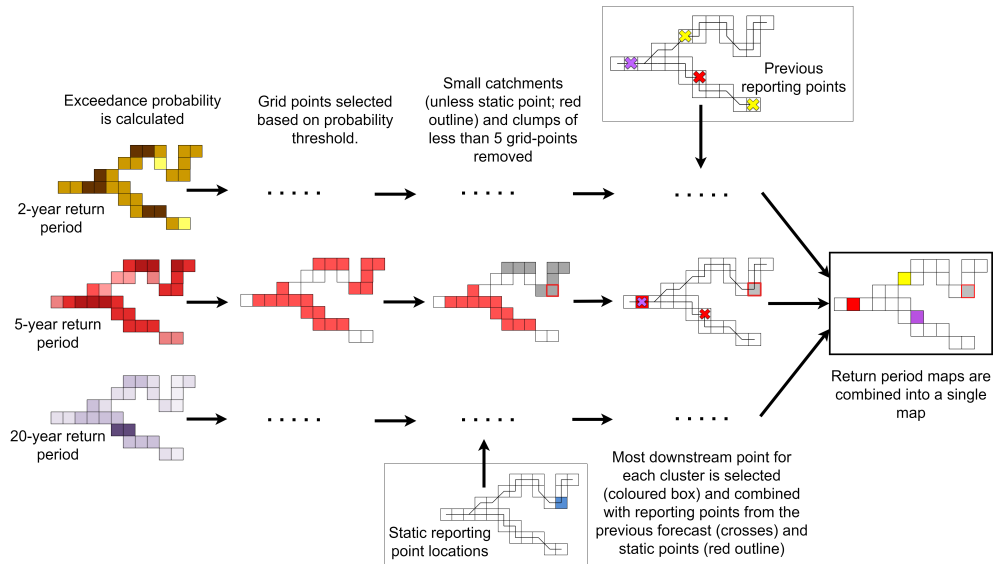 Exceedance probability
is calculated
Grid points selected
based on probability
threshold.
Small catchments
(unless static point; red
outline) and clumps of
less than 5 grid-points
removed
Previous
reporting points
2-year return
period
5-year return
period
20-year return
period
Return period maps are
combined into a single
map
Static reporting
point locations
Most downstream point for
each cluster is selected
(coloured box) and combined
with reporting points from the
previous forecast (crosses) and
static points (red outline)